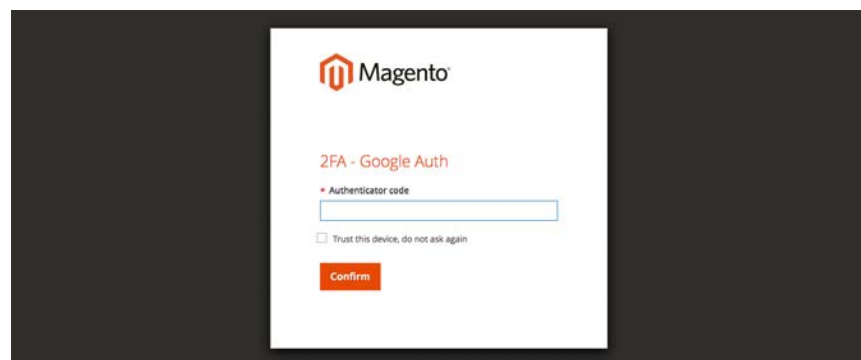 Magento
2FA - Google Auth
* Authenticator code
Trust this device, do not ask again
Confirm